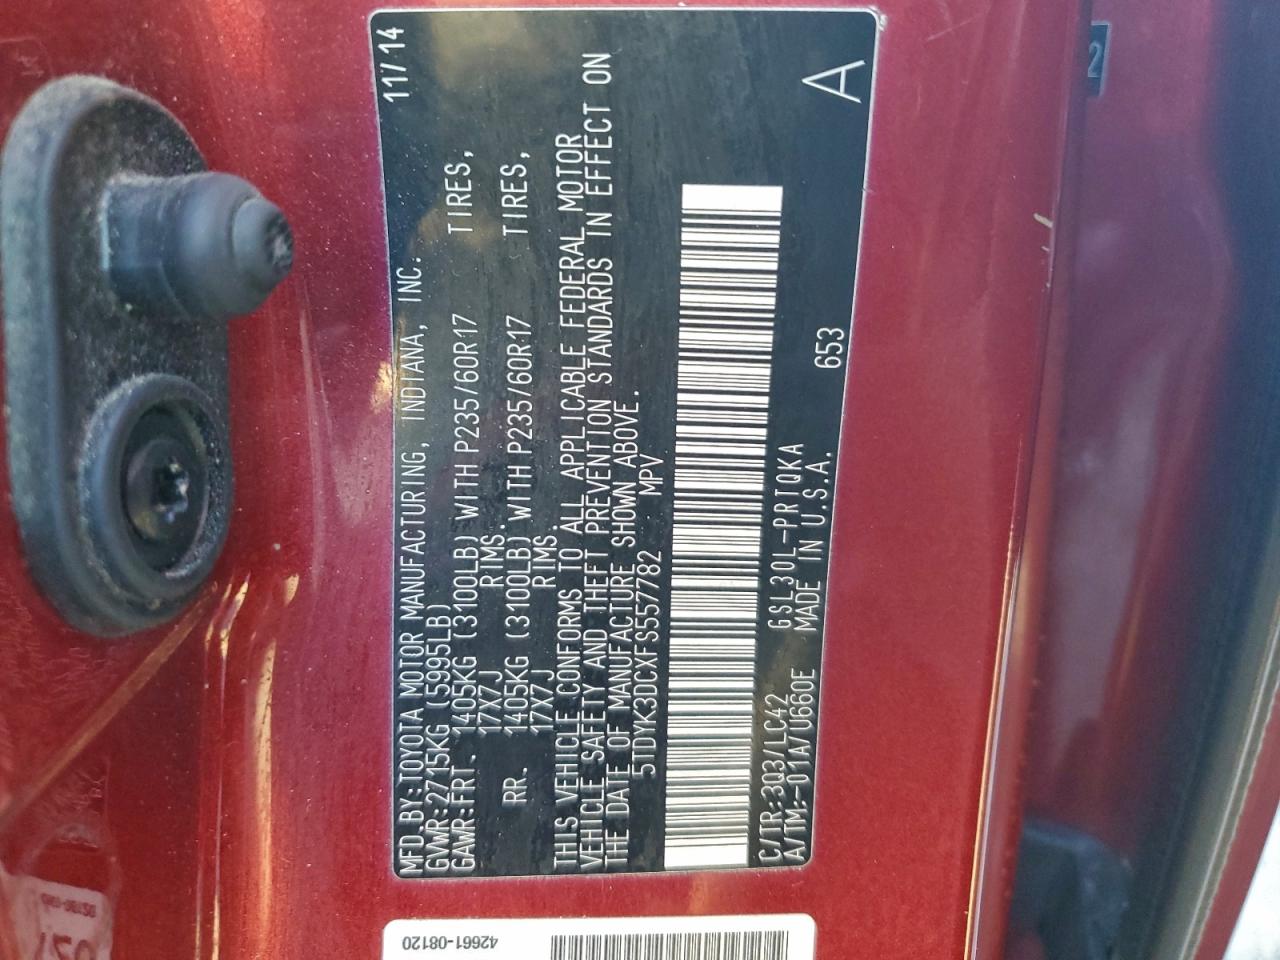 MFD.BY:TOYOTA MOTOR MANUFACTURING, INDIANA, INC. 11/14
GVWR:2715KG (5995LB)
GAWR:FRT. 1405KG (3100LB) WITH P235/60R17 TIRES,
17X7J RIMS.
RR. 1405KG (3100LB) WITH P235/60R17 TIRES,
17X7J RIMS.
THIS VEHICLE CONFORMS TO ALL APPLICABLE FEDERAL MOTOR
VEHICLE SAFETY AND THEFT PREVENTION STANDARDS IN EFFECT ON
THE DATE OF MANUFACTURE SHOWN ABOVE.
5TDYK3DCXFS557782 MPV
C/TR:3Q3/LC42 GSL30L-PRTQKA
A/TM:-01A/U660E MADE IN U.S.A. 653
A
42661-08120
2